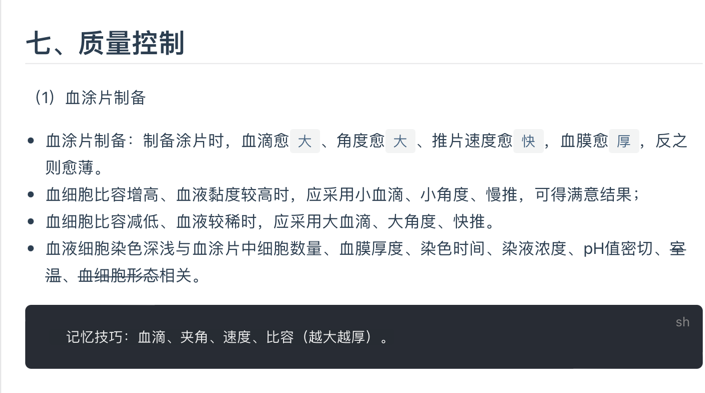 七、质量控制
（1）血涂片制备
血涂片制备：制备涂片时，血滴愈 大 、角度愈 大 、推片速度愈 快 ，血膜愈 厚 ，反之
则愈薄。
血细胞比容增高、血液黏度较高时，应采用小血滴、小角度、慢推，可得满意结果；
血细胞比容减低、血液较稀时，应采用大血滴、大角度、快推。
血液细胞染色深浅与血涂片中细胞数量、血膜厚度、染色时间、染液浓度、pH值密切、室
温、血细胞形态相关。
sh
记忆技巧：血滴、夹角、速度、比容（越大越厚）。